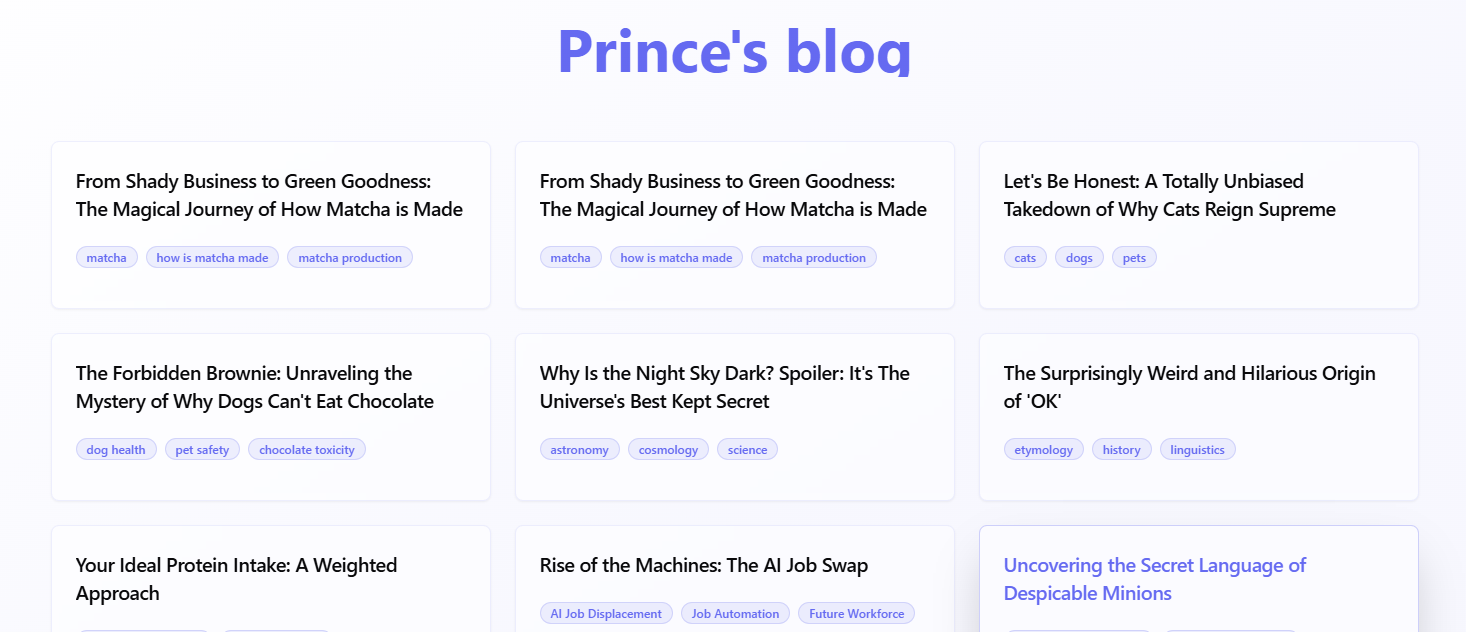 Prince's blog
From Shady Business to Green Goodness:
The Magical Journey of How Matcha is Made
matcha how is matcha made matcha production
From Shady Business to Green Goodness:
The Magical Journey of How Matcha is Made
matcha how is matcha made matcha production
Let's Be Honest: A Totally Unbiased
Takedown of Why Cats Reign Supreme
cats dogs pets
The Forbidden Brownie: Unraveling the
Mystery of Why Dogs Can't Eat Chocolate
dog health pet safety chocolate toxicity
Why Is the Night Sky Dark? Spoiler: It's The
Universe's Best Kept Secret
astronomy cosmology science
The Surprisingly Weird and Hilarious Origin
of 'OK'
etymology history linguistics
Your Ideal Protein Intake: A Weighted
Approach
Rise of the Machines: The AI Job Swap
AI Job Displacement Job Automation Future Workforce
Uncovering the Secret Language of
Despicable Minions